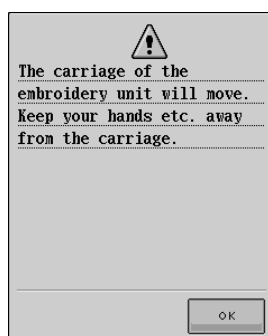 The carriage of the
embroidery unit will move.
Keep your hands etc. away
from the carriage.
OK